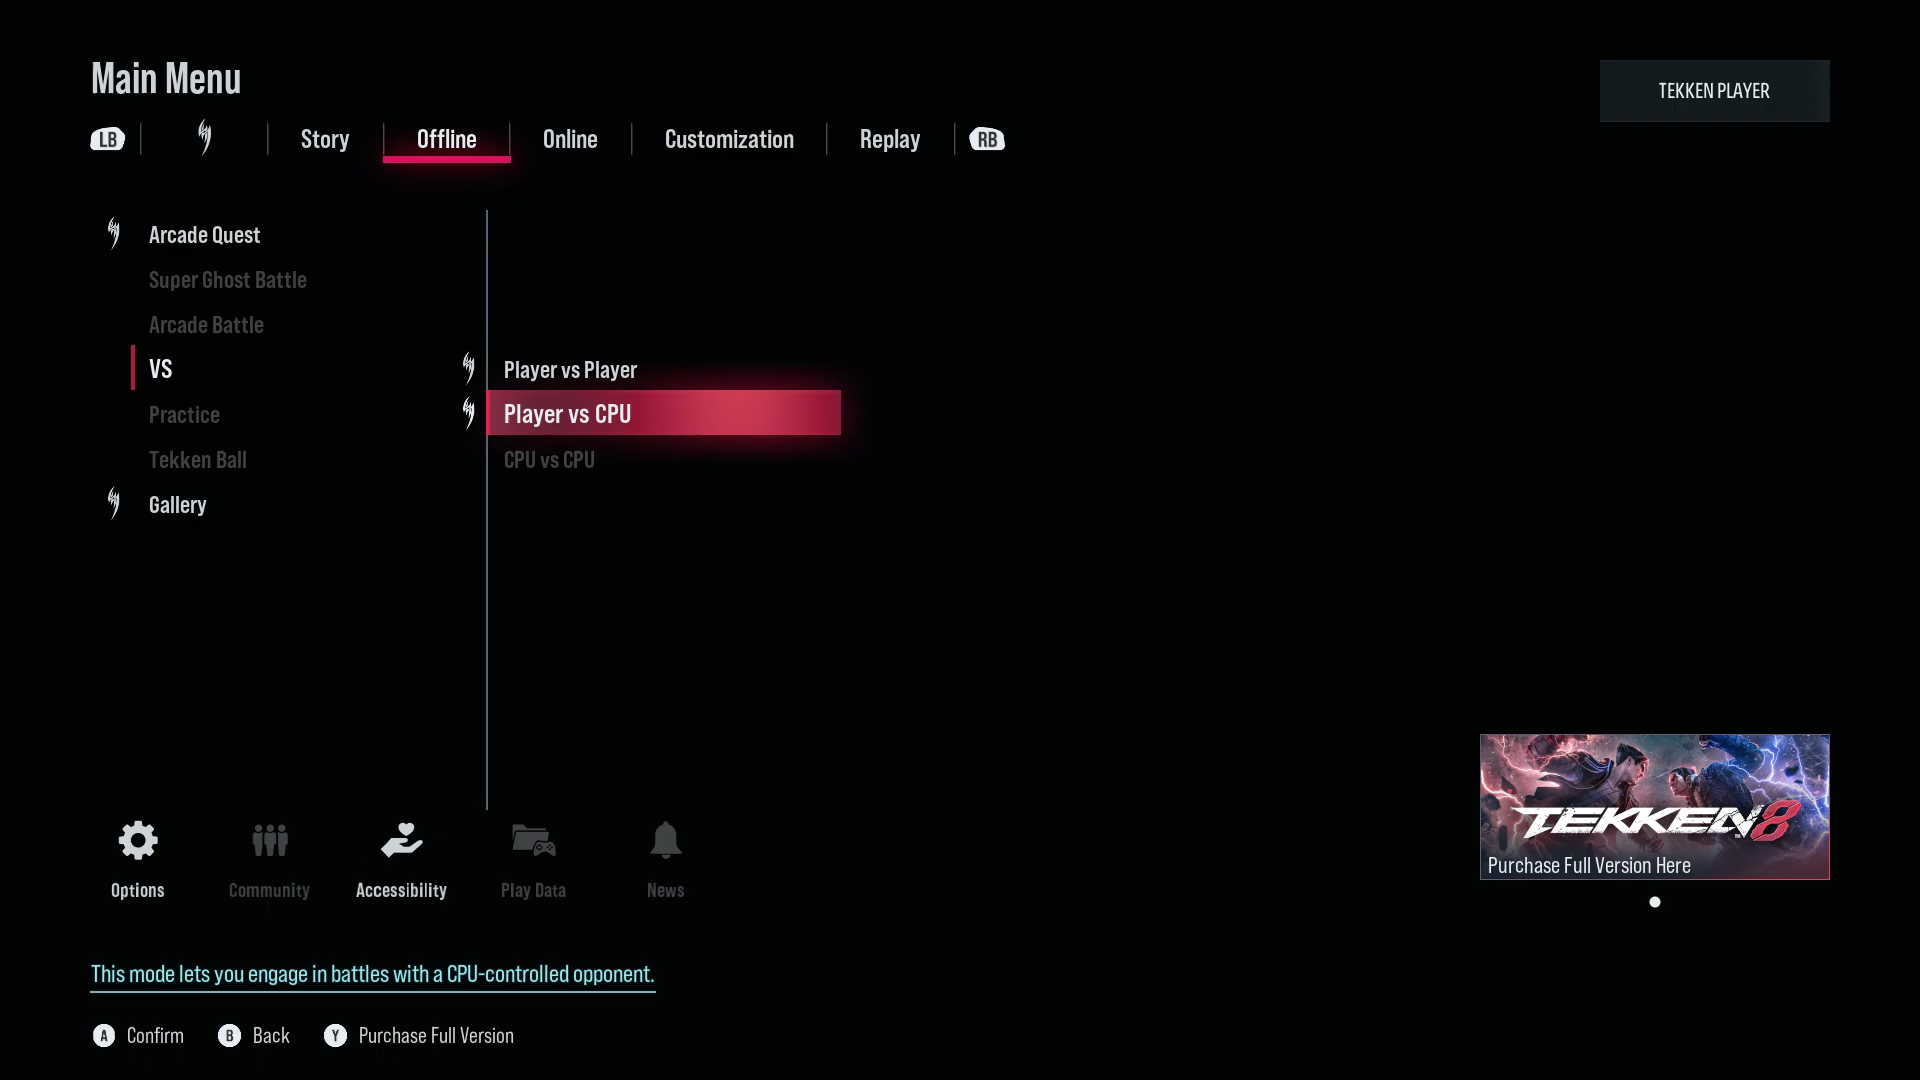 Main Menu
TEKKEN PLAYER
LB Story Offline Online Customization Replay RB
Arcade Quest
Super Ghost Battle
Arcade Battle
VS
Practice
Tekken Ball
Gallery
Player vs Player
Player vs CPU
CPU vs CPU
TEKKEN 8
Purchase Full Version Here
Options Community Accessibility Play Data News
This mode lets you engage in battles with a CPU-controlled opponent.
A Confirm B Back Y Purchase Full Version